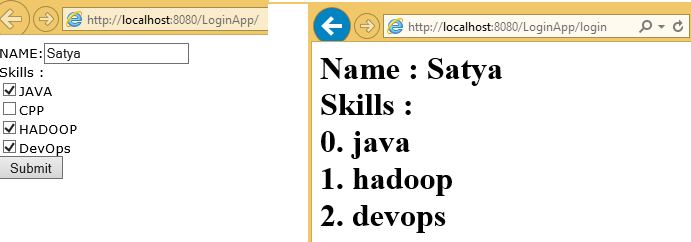 http://localhost:8080/LoginApp/
NAME: Satya
Skills :
JAVA
CPP
HADOOP
DevOps
Submit
http://localhost:8080/LoginApp/login
Name : Satya
Skills :
0. java
1. hadoop
2. devops